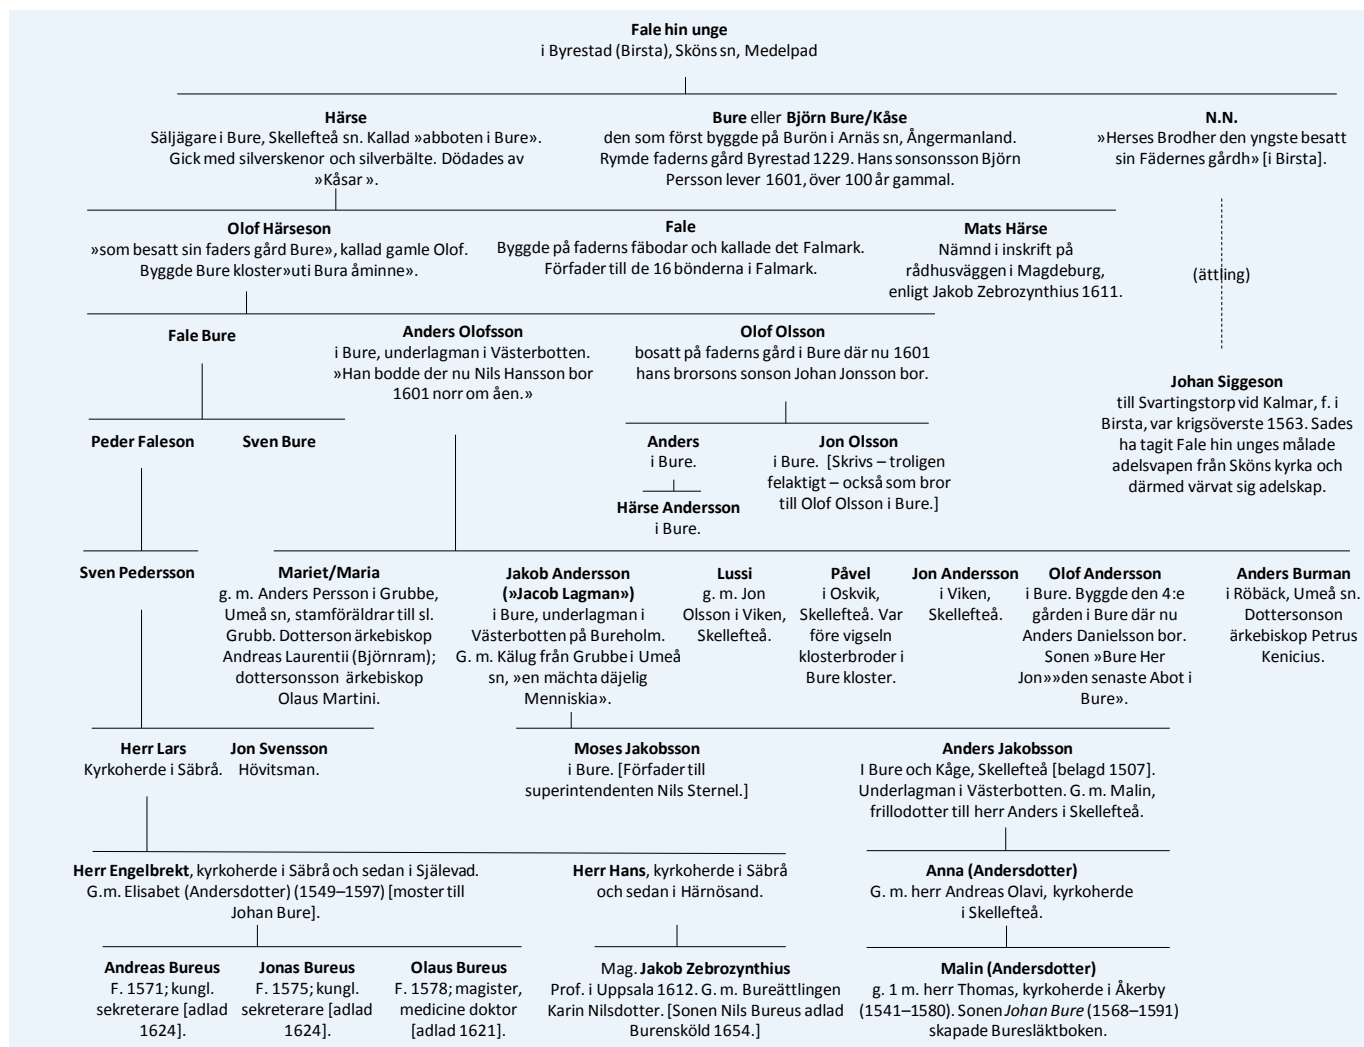 Fale hin unge
i Byrestad (Birsta), Sköns sn, Medelpad
Härse
Säljägare i Bure, Skellefteå sn. Kallad »abboten i Bure».
Gick med silverskenor och silverbälte. Dödades av
»Kåsar ».
Bure eller Björn Bure/Kåse
den som först byggde på Burön i Arnäs sn, Ångermanland.
Rymde faderns gård Byrestad 1229. Hans sonsonsson Björn
Persson lever 1601, över 100 år gammal.
N.N.
»Herses Brodher den yngste besatt
sin Fädernes gårdh» [i Birsta].
Olof Härseson
»som besatt sin faders gård Bure», kallad gamle Olof.
Byggde Bure kloster»uti Bura åminne».
Fale
Byggde på faderns fäbodar och kallade det Falmark.
Förfader till de 16 bönderna i Falmark.
Mats Härse
Nämnd i inskrift på
rådhusväggen i Magdeburg,
enligt Jakob Zebrozynthius 1611.
(ättling)
Fale Bure
Anders Olofsson
i Bure, underlagman i Västerbotten.
»Han bodde der nu Nils Hansson bor
1601 norr om åen.»
Olof Olsson
bosatt på faderns gård i Bure där nu 1601
hans brorsons sonson Johan Jonsson bor.
Johan Siggeson
till Svartingstorp vid Kalmar, f. i
Birsta, var krigsöverste 1563. Sades
ha tagit Fale hin unges målade
adelsvapen från Sköns kyrka och
därmed värvat sig adelskap.
Peder Faleson
Sven Bure
Anders
i Bure.
Jon Olsson
i Bure. [Skrivs – troligen
felaktigt – också som bror
till Olof Olsson i Bure.]
Härse Andersson
i Bure.
Sven Pedersson
Mariet/Maria
g. m. Anders Persson i Grubbe,
Umeå sn, stamföräldrar till sl.
Grubb. Dotterson ärkebiskop
Andreas Laurentii (Björnram);
dottersonsson ärkebiskop
Olaus Martini.
Jakob Andersson
(»Jacob Lagman»)
i Bure, underlagman i
Västerbotten på Bureholm.
G. m. Kälug från Grubbe i Umeå
sn, »en mächta däjelig
Menniskia».
Lussi
g. m. Jon
Olsson i Viken,
Skellefteå.
Påvel
i Oskvik,
Skellefteå. Var
före vigseln
klosterbroder i
Bure kloster.
Jon Andersson
i Viken,
Skellefteå.
Olof Andersson
i Bure. Byggde den 4:e
gården i Bure där nu
Anders Danielsson bor.
Sonen »Bure Her
Jon»»den senaste Abot i
Bure».
Anders Burman
i Röbäck, Umeå sn.
Dottersonson
ärkebiskop Petrus
Kenicius.
Herr Lars
Kyrkoherde i Säbrå.
Jon Svensson
Hövitsman.
Moses Jakobsson
i Bure. [Förfader till
superintendenten Nils Sternel.]
Anders Jakobsson
I Bure och Kåge, Skellefteå [belagd 1507].
Underlagman i Västerbotten. G. m. Malin,
frillodotter till herr Anders i Skellefteå.
Herr Engelbrekt, kyrkoherde i Säbrå och sedan i Själevad.
G.m. Elisabet (Andersdotter) (1549–1597) [moster till
Johan Bure].
Herr Hans, kyrkoherde i Säbrå
och sedan i Härnösand.
Anna (Andersdotter)
G. m. herr Andreas Olavi, kyrkoherde
i Skellefteå.
Andreas Bureus
F. 1571; kungl.
sekreterare [adlad
1624].
Jonas Bureus
F. 1575; kungl.
sekreterare [adlad
1624].
Olaus Bureus
F. 1578; magister,
medicine doktor
[adlad 1621].
Mag. Jakob Zebrozynthius
Prof. i Uppsala 1612. G. m. Bureättlingen
Karin Nilsdotter. [Sonen Nils Bureus adlad
Burensköld 1654.]
Malin (Andersdotter)
g. 1 m. herr Thomas, kyrkoherde i Åkerby
(1541–1580). Sonen Johan Bure (1568–1591)
skapade Buresläktboken.